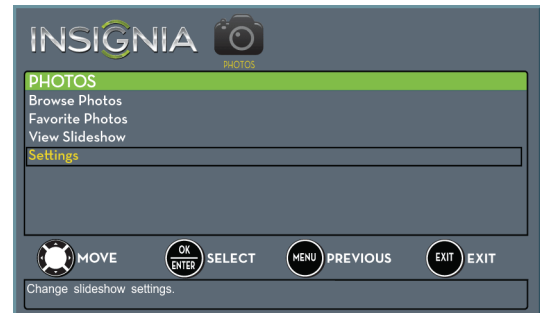 INSIGNIA
PHOTOS
PHOTOS
Browse Photos
Favorite Photos
View Slideshow
Settings
MOVE OK ENTER SELECT MENU PREVIOUS EXIT EXIT
Change slideshow settings.